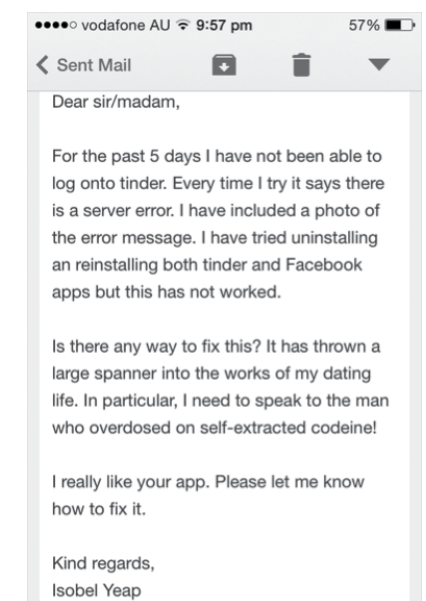 vodafone AU 9:57 pm 57%
Sent Mail
Dear sir/madam,
For the past 5 days I have not been able to
log onto tinder. Every time I try it says there
is a server error. I have included a photo of
the error message. I have tried uninstalling
an reinstalling both tinder and Facebook
apps but this has not worked.
Is there any way to fix this? It has thrown a
large spanner into the works of my dating
life. In particular, I need to speak to the man
who overdosed on self-extracted codeine!
I really like your app. Please let me know
how to fix it.
Kind regards,
Isobel Yeap